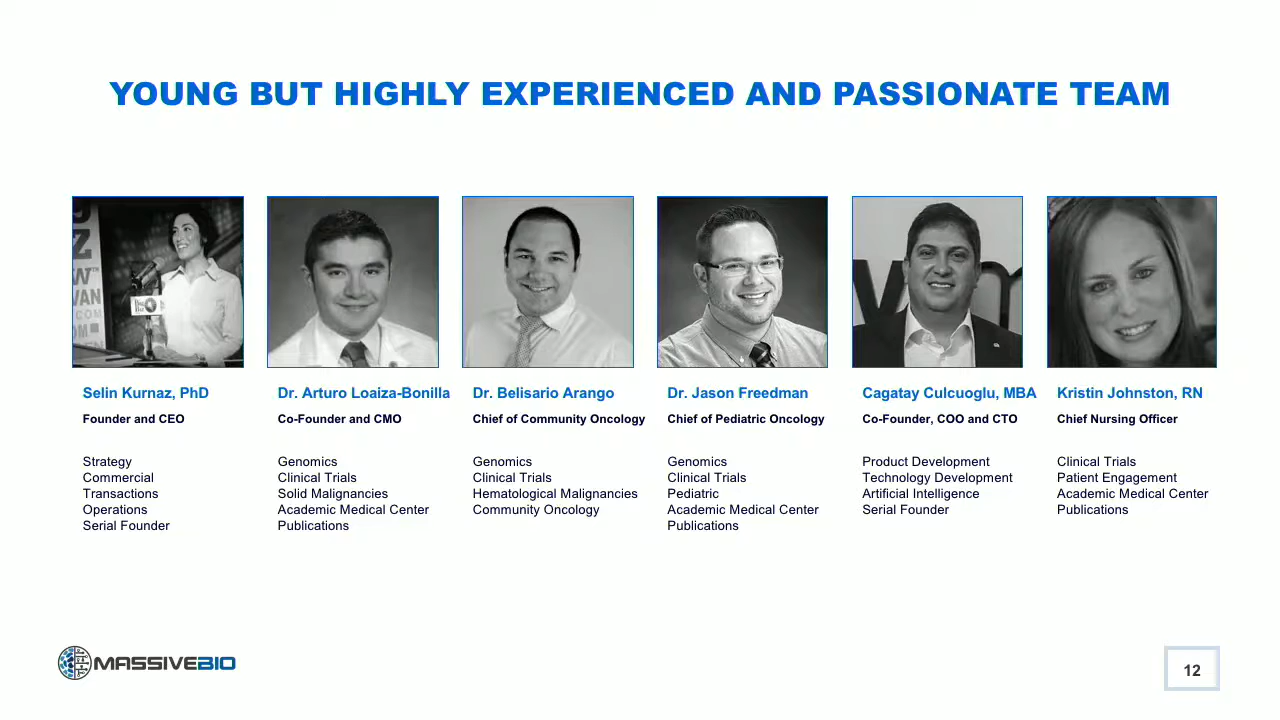 YOUNG BUT HIGHLY EXPERIENCED AND PASSIONATE TEAM
Selin Kurnaz, PhD
Founder and CEO
Strategy
Commercial
Transactions
Operations
Serial Founder
Dr. Arturo Loaiza-Bonilla
Co-Founder and CMO
Genomics
Clinical Trials
Solid Malignancies
Academic Medical Center
Publications
Dr. Belisario Arango
Chief of Community Oncology
Genomics
Clinical Trials
Hematological Malignancies
Community Oncology
Dr. Jason Freedman
Chief of Pediatric Oncology
Genomics
Clinical Trials
Pediatric
Academic Medical Center
Publications
Cagatay Culcuoglu, MBA
Co-Founder, COO and CTO
Product Development
Technology Development
Artificial Intelligence
Serial Founder
Kristin Johnston, RN
Chief Nursing Officer
Clinical Trials
Patient Engagement
Academic Medical Center
Publications
MASSIVEBIO
12